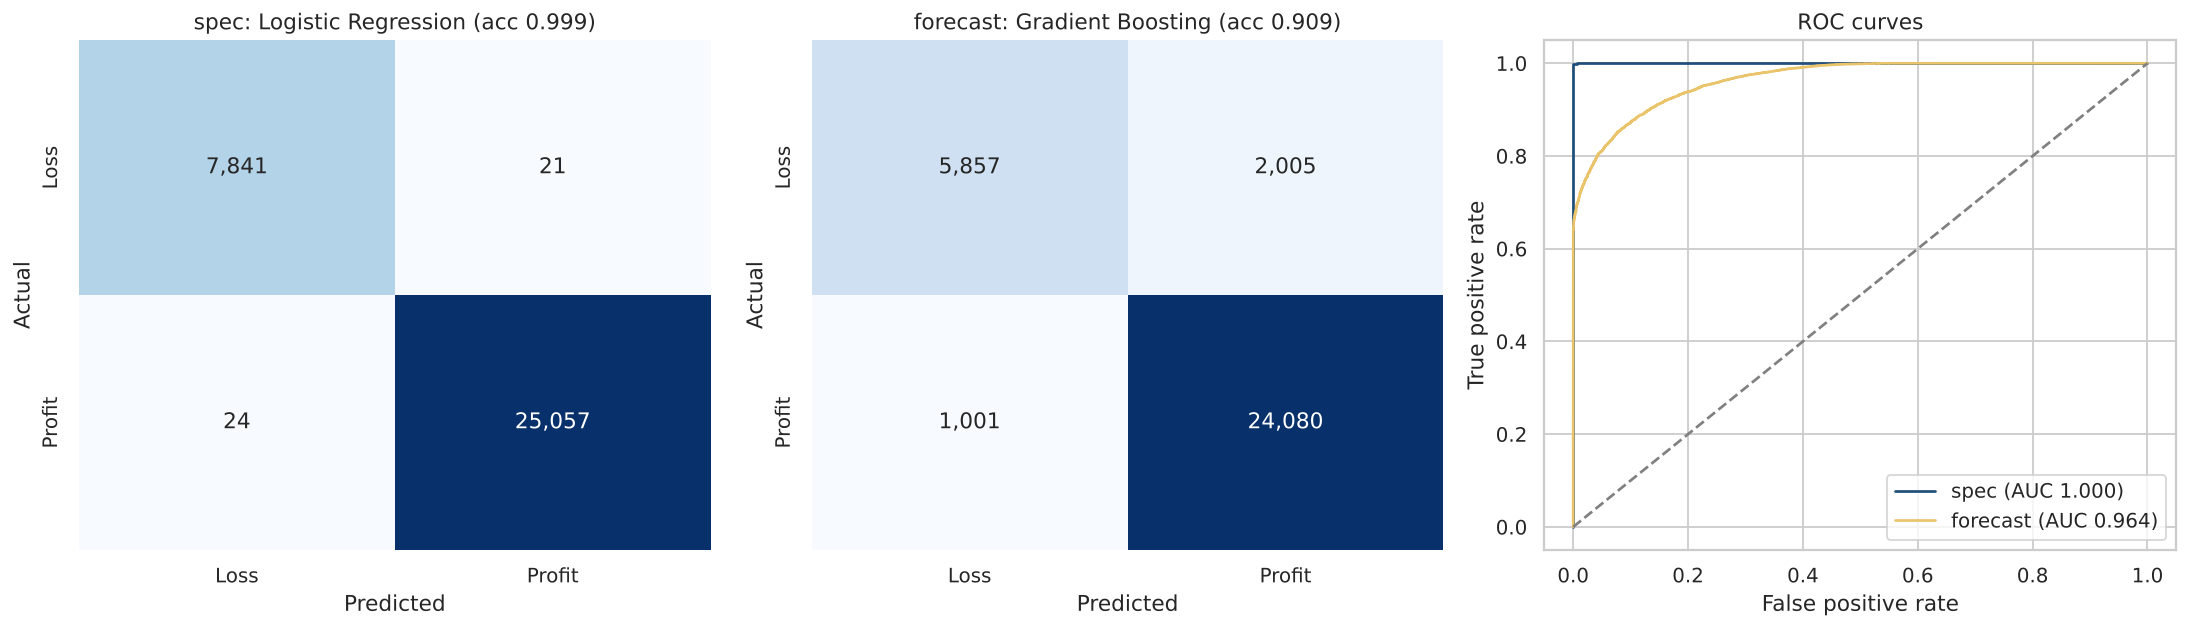 spec: Logistic Regression (acc 0.999)
Actual
Loss
Profit
7,841
21
24
25,057
Loss
Profit
Predicted
forecast: Gradient Boosting (acc 0.909)
Actual
Loss
Profit
5,857
2,005
1,001
24,080
Loss
Profit
Predicted
ROC curves
True positive rate
1.0
0.8
0.6
0.4
0.2
0.0
spec (AUC 1.000)
forecast (AUC 0.964)
0.0
0.2
0.4
0.6
0.8
1.0
False positive rate